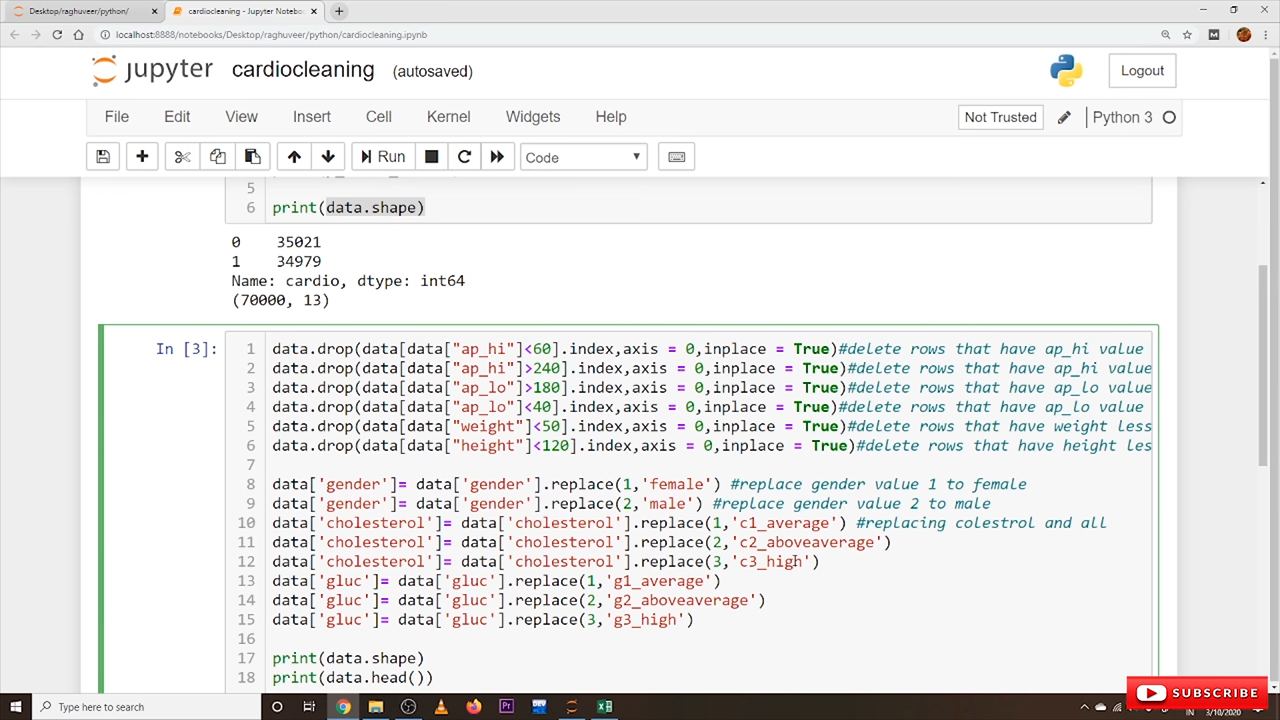 Desktop/raghuveer/python/
cardiocleaning - Jupyter Notebo
localhost:8888/notebooks/Desktop/raghuveer/python/cardiocleaning.ipynb
jupyter cardiocleaning (autosaved)
Logout
File Edit View Insert Cell Kernel Widgets Help
Not Trusted Python 3
Run Code
5
6 print(data.shape)
0 35021
1 34979
Name: cardio, dtype: int64
(70000, 13)
In [3]:
1 data.drop(data[data["ap_hi"]<60].index,axis = 0,inplace = True)#delete rows that have ap_hi value
2 data.drop(data[data["ap_hi"]>240].index,axis = 0,inplace = True)#delete rows that have ap_hi value
3 data.drop(data[data["ap_lo"]>180].index,axis = 0,inplace = True)#delete rows that have ap_lo value
4 data.drop(data[data["ap_lo"]<40].index,axis = 0,inplace = True)#delete rows that have ap_lo value
5 data.drop(data[data["weight"]<50].index,axis = 0,inplace = True)#delete rows that have weight less
6 data.drop(data[data["height"]<120].index,axis = 0,inplace = True)#delete rows that have height les
7
8 data['gender']= data['gender'].replace(1,'female') #replace gender value 1 to female
9 data['gender']= data['gender'].replace(2,'male') #replace gender value 2 to male
10 data['cholesterol']= data['cholesterol'].replace(1,'c1_average') #replacing colestrol and all
11 data['cholesterol']= data['cholesterol'].replace(2,'c2_aboveaverage')
12 data['cholesterol']= data['cholesterol'].replace(3,'c3_high')
13 data['gluc']= data['gluc'].replace(1,'g1_average')
14 data['gluc']= data['gluc'].replace(2,'g2_aboveaverage')
15 data['gluc']= data['gluc'].replace(3,'g3_high')
16
17 print(data.shape)
18 print(data.head())
SUBSCRIBE
Type here to search
IN
3/10/2020